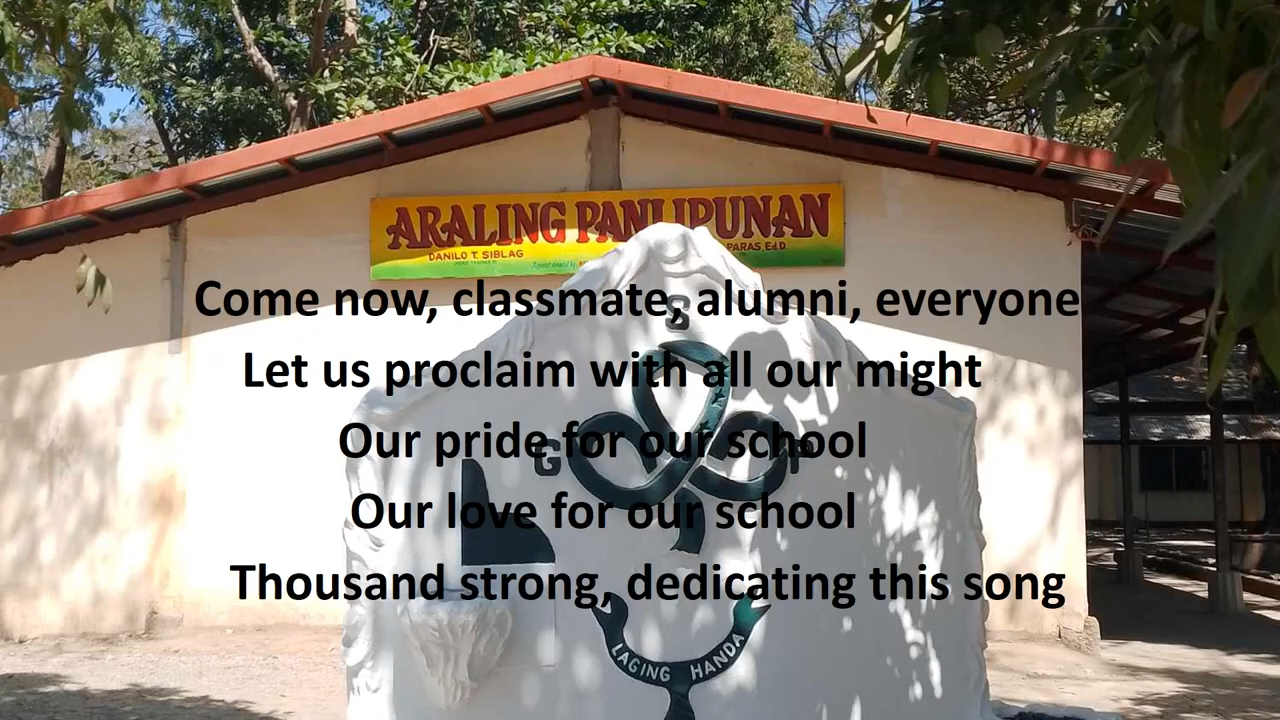 ARALING PANLIPUNAN
DANILO T. SIBLAG
PARAS, Ed.D.
Come now, classmate, alumni, everyone
S
Let us proclaim with all our might
Our pride for our school
G
P
Our love for our school
Thousand strong, dedicating this song
LAGING HANDA